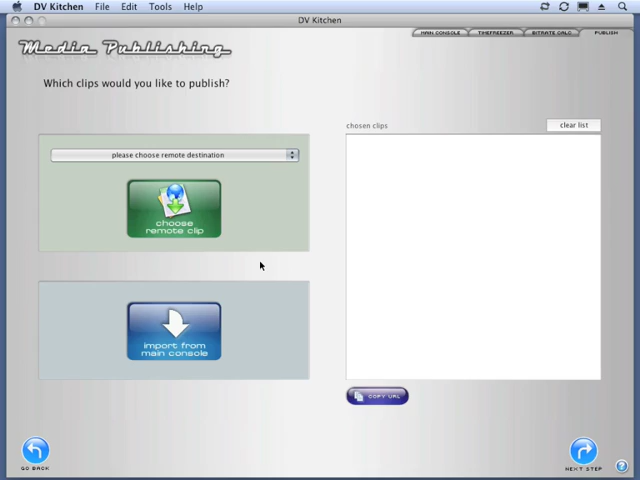 DV Kitchen File Edit Tools Help
DV Kitchen
MAIN CONSOLE TIMEFREEZER BITRATE CALC PUBLISH
Media Publishing
Which clips would you like to publish?
chosen clips
clear list
please choose remote destination
choose
remote clip
import from
main console
COPY URL
GO BACK
NEXT STEP
?